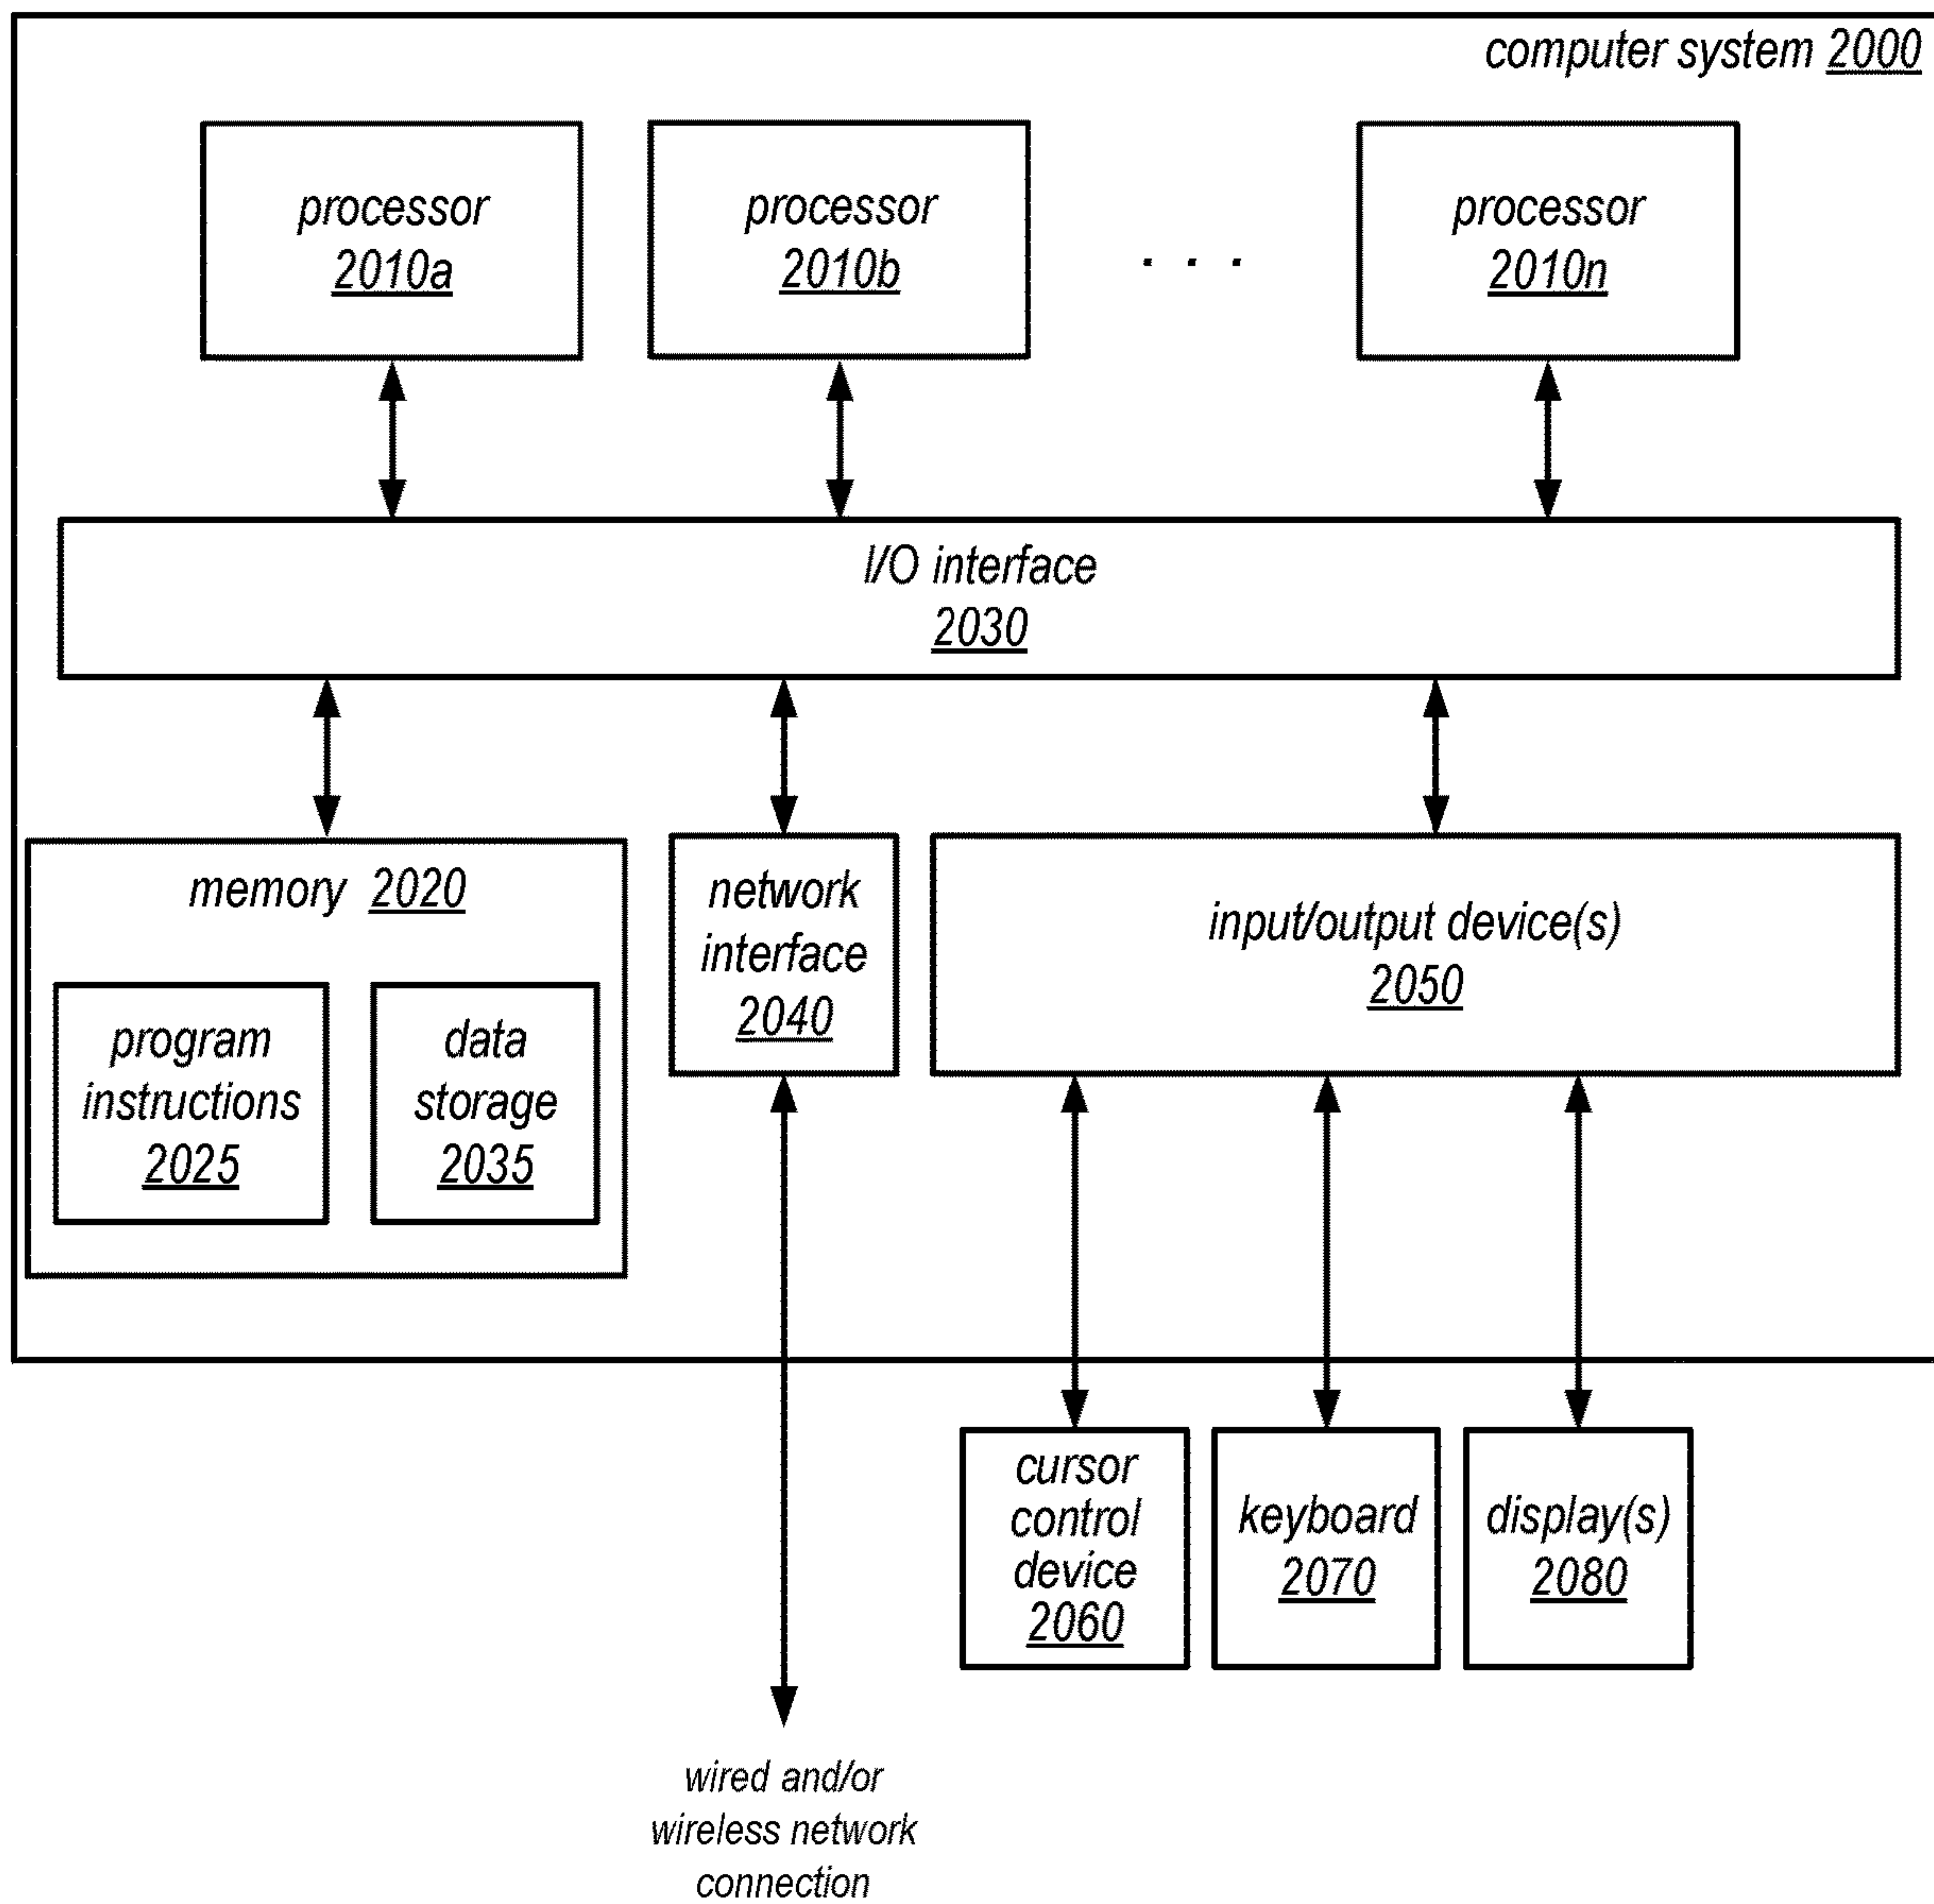 computer system 2000
processor
2010a
processor
2010b
. . .
processor
2010n
I/O interface
2030
memory 2020
program
instructions
2025
data
storage
2035
network
interface
2040
input/output device(s)
2050
cursor
control
device
2060
keyboard
2070
display(s)
2080
wired and/or
wireless network
connection